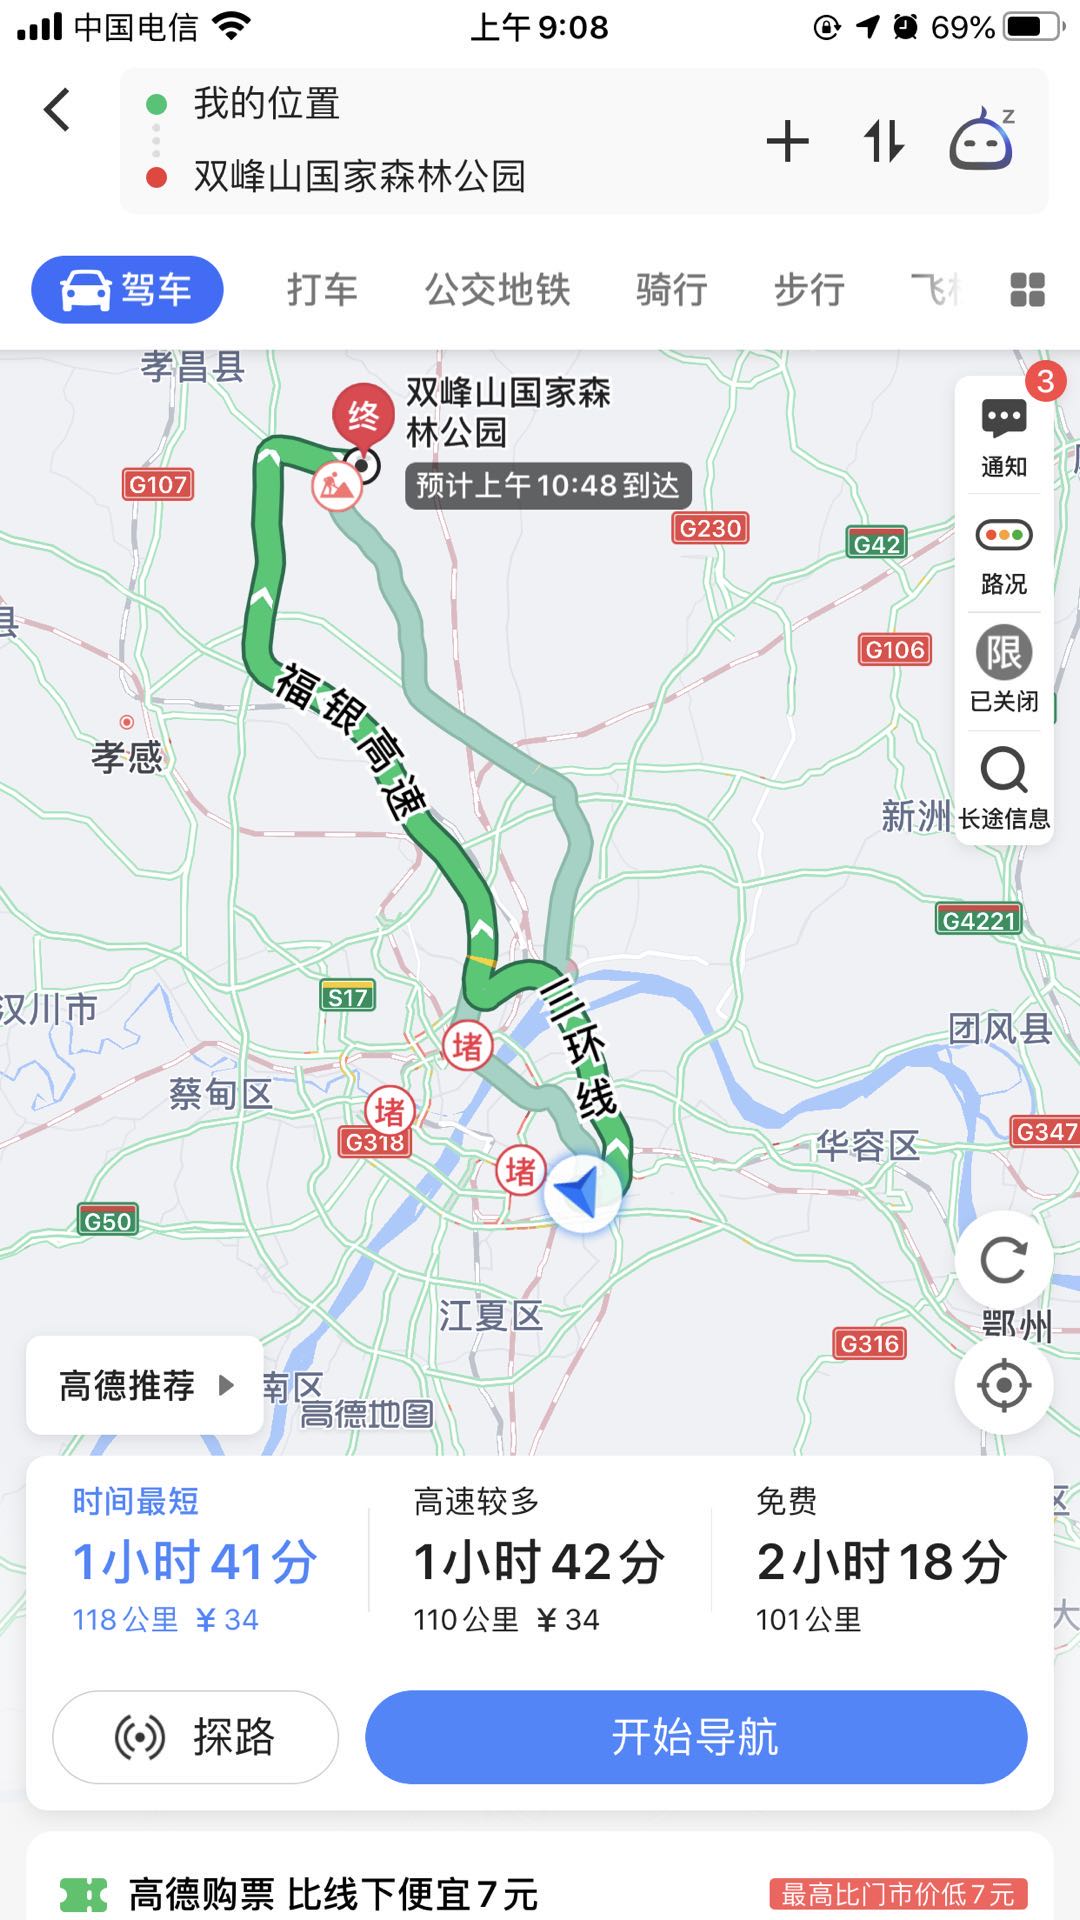 中国电信
上午9:08
69%
我的位置
双峰山国家森林公园
z
驾车
打车
公交地铁
骑行
步行
孝昌县
终
双峰山国家森
林公园
预计上午10:48到达
3
通知
G107
G230
G42
路况
G106
限
已关闭
福银高速
孝感
新洲
长途信息
G4221
S17
汉川市
三环线
团风县
堵
蔡甸区
堵
G318
G347
华容区
堵
G50
江夏区
鄂州
G316
高德推荐
南区
高德地图
时间最短
1小时41分
118公里 ¥34
高速较多
1小时42分
110公里 ¥34
免费
2小时18分
101公里
探路
开始导航
高德购票 比线下便宜7元
最高比门市价低7元